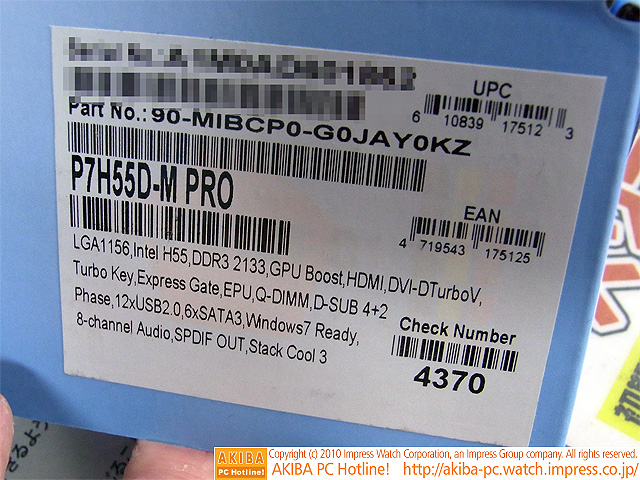 Serial No.:
UPC
6 10839 17512 3
Part No.: 90-MIBCP0-G0JAY0KZ
P7H55D-M PRO
EAN
4 719543 175125
LGA1156,Intel H55,DDR3 2133,GPU Boost,HDMI,DVI-DTurboV,
Turbo Key,Express Gate,EPU,Q-DIMM,D-SUB 4+2
Phase,12xUSB2.0,6xSATA3,Windows7 Ready,
8-channel Audio,SPDIF OUT,Stack Cool 3
Check Number
4370
AKIBA
PC Hotline!
Copyright (c) 2010 Impress Watch Corporation, an Impress Group company. All rights reserved.
AKIBA PC Hotline! http://akiba-pc.watch.impress.co.jp/